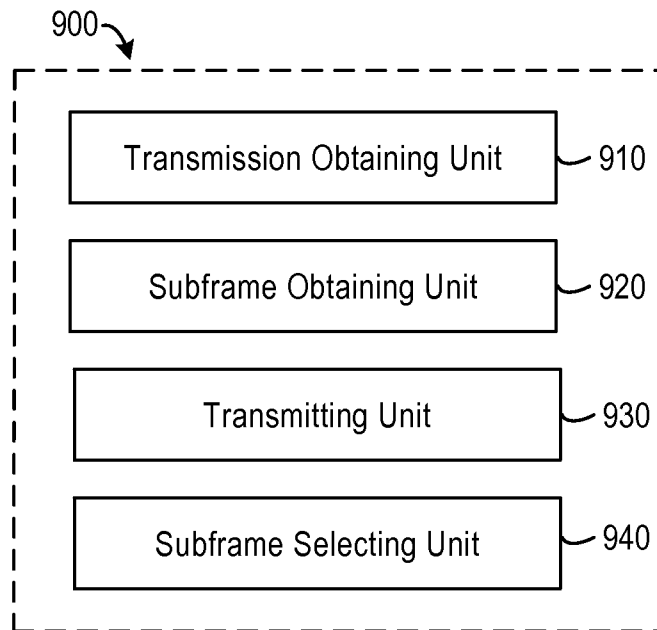 900
Transmission Obtaining Unit 910
Subframe Obtaining Unit 920
Transmitting Unit 930
Subframe Selecting Unit 940